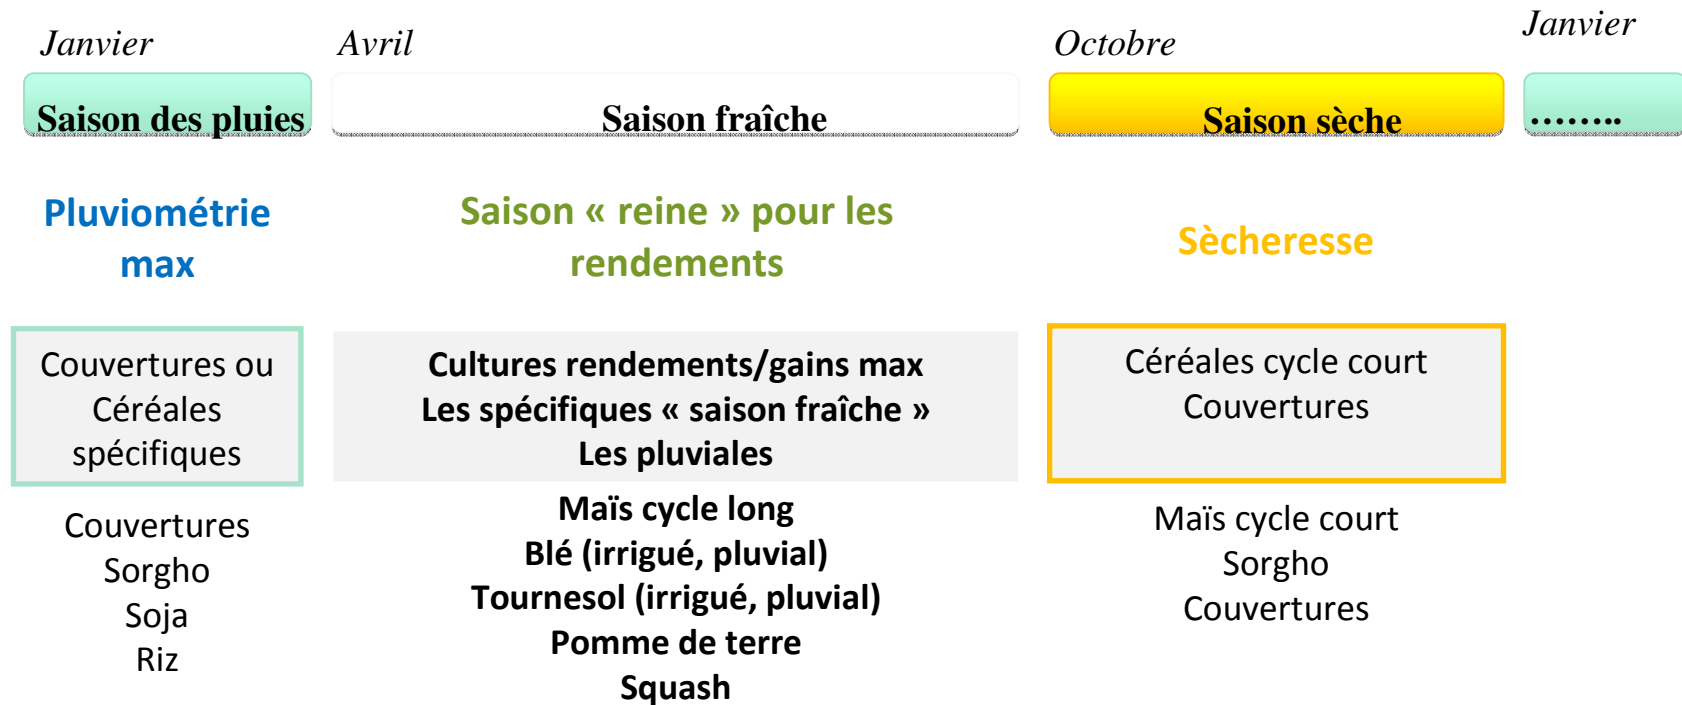 Janvier
Avril
Octobre
Janvier
Saison des pluies
Saison fraîche
Saison sèche
……..
Pluviométrie
max
Saison « reine » pour les
rendements
Sècheresse
Couvertures ou
Céréales
spécifiques
Cultures rendements/gains max
Les spécifiques « saison fraîche »
Les pluviales
Céréales cycle court
Couvertures
Couvertures
Sorgho
Soja
Riz
Maïs cycle long
Blé (irrigué, pluvial)
Tournesol (irrigué, pluvial)
Pomme de terre
Squash
Maïs cycle court
Sorgho
Couvertures